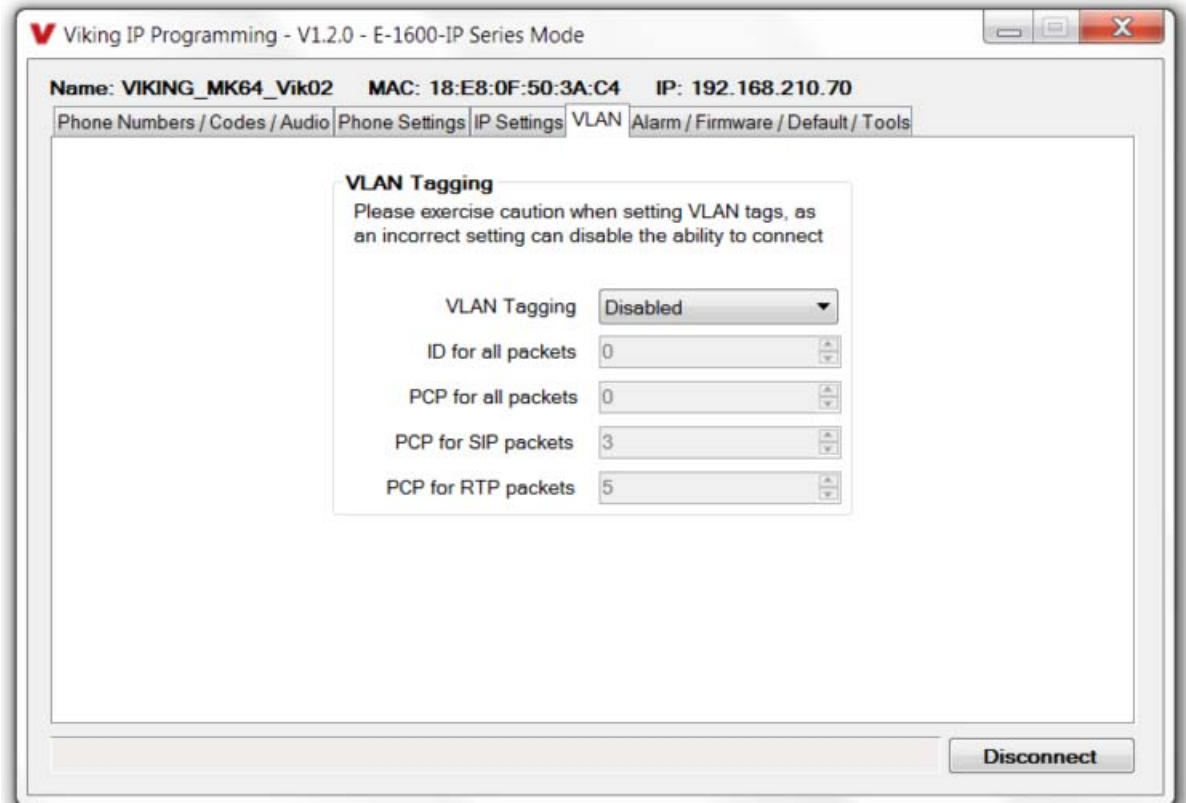 Viking IP Programming - V1.2.0 - E-1600-IP Series Mode
Name: VIKING_MK64_Vik02 MAC: 18:E8:0F:50:3A:C4 IP: 192.168.210.70
Phone Numbers / Codes / Audio Phone Settings IP Settings VLAN Alarm / Firmware / Default / Tools
VLAN Tagging
Please exercise caution when setting VLAN tags, as
an incorrect setting can disable the ability to connect
VLAN Tagging Disabled
ID for all packets 0
PCP for all packets 0
PCP for SIP packets 3
PCP for RTP packets 5
Disconnect